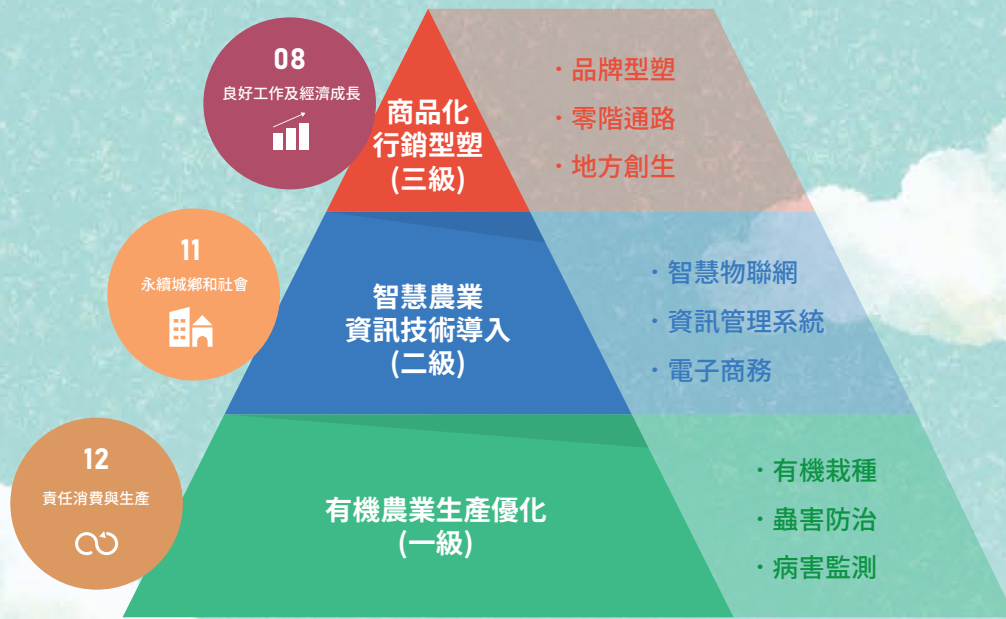 08
良好工作及經濟成長
商品化
行銷型塑
(三級)
・品牌型塑
・零階通路
・地方創生
11
永續城鄉和社會
智慧農業
資訊技術導入
(二級)
・智慧物聯網
・資訊管理系統
・電子商務
12
責任消費與生產
有機農業生產優化
(一級)
・有機栽種
・蟲害防治
・病害監測